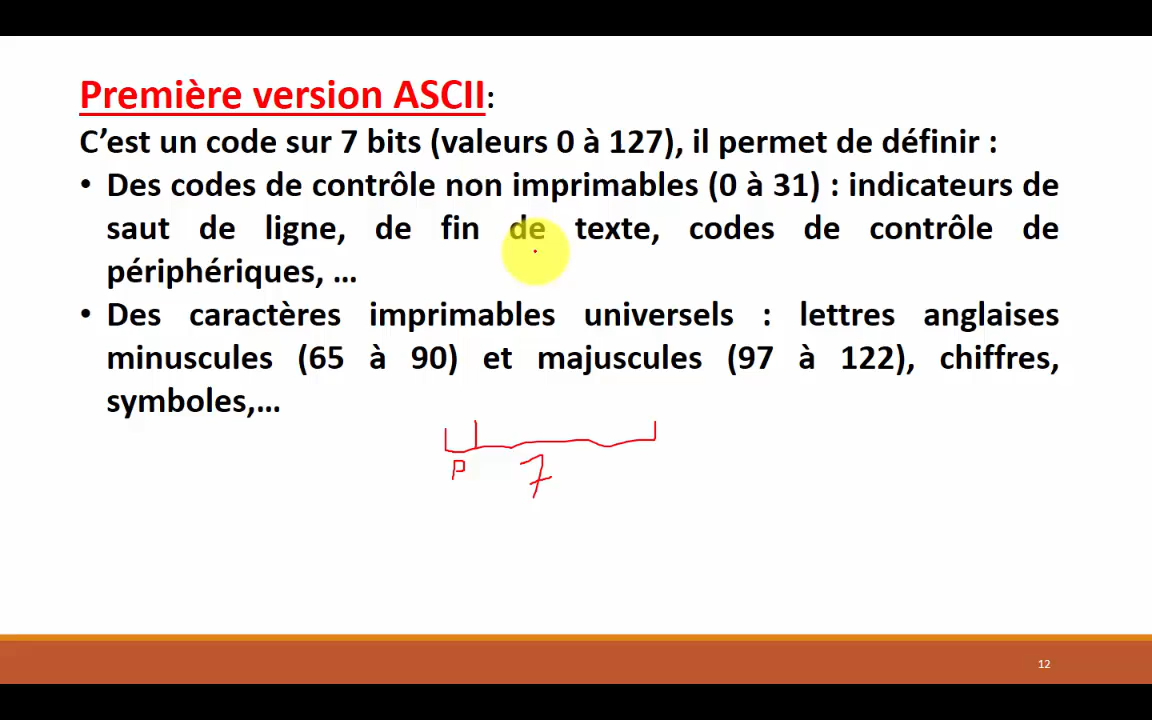 Première version ASCII:
C’est un code sur 7 bits (valeurs 0 à 127), il permet de définir :
• Des codes de contrôle non imprimables (0 à 31) : indicateurs de
saut de ligne, de fin de texte, codes de contrôle de
périphériques, …
• Des caractères imprimables universels : lettres anglaises
minuscules (65 à 90) et majuscules (97 à 122), chiffres,
symboles,…
P 7
12